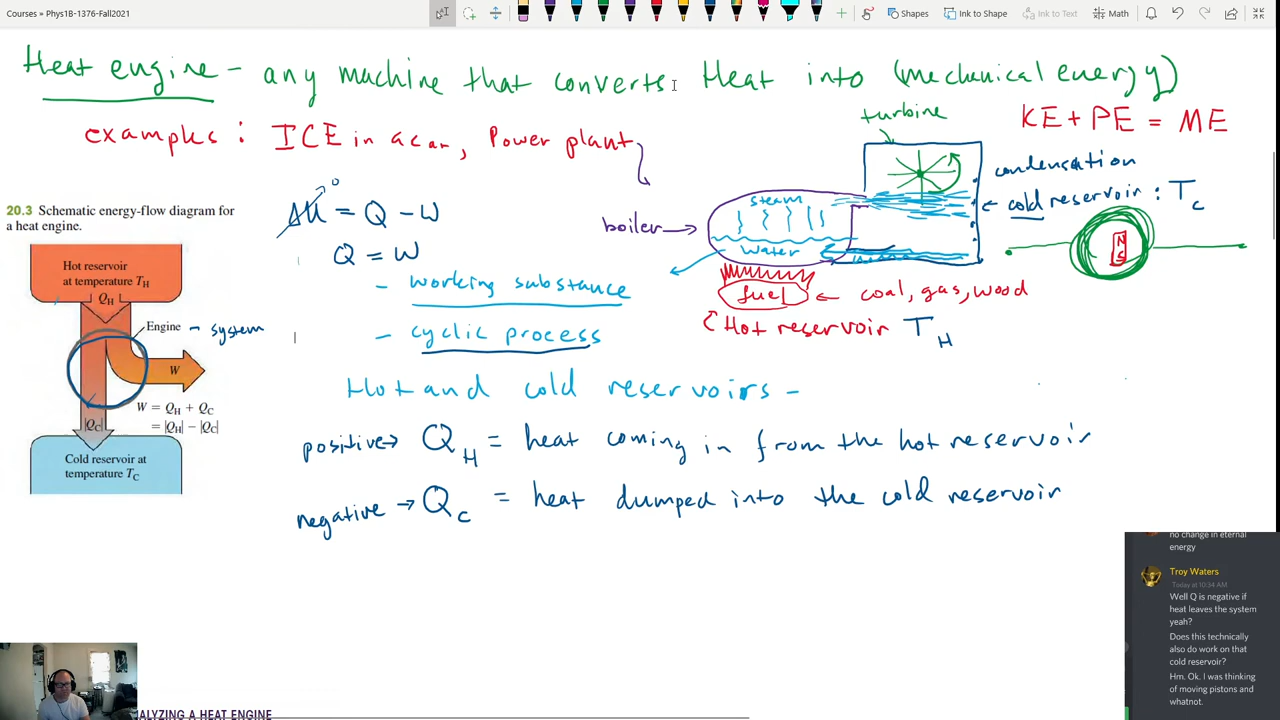 Courses » Phys1B-1376-Fall2021
Shapes
Ink to Shape
Ink to Text
Math
Heat engine - any machine that converts Heat into (mechanical energy)
examples : ICE in a car, Power plant
turbine
KE + PE = ME
condensation
cold reservoir : Tc
20.3 Schematic energy-flow diagram for
a heat engine.
ΔU = Q - W
0
Q = W
boiler
steam
water
N
S
- working substance
fuel
coal, gas, wood
Hot reservoir TH
- cyclic process
Hot reservoir
at temperature TH
QH
Engine - system
W
W = QH + QC
= |QH| - |QC|
|QC|
Cold reservoir at
temperature TC
Hot and cold reservoirs -
positive → QH = heat coming in from the hot reservoir
negative → Qc = heat dumped into the cold reservoir
no change in eternal
energy
Troy Waters
Today at 10:34 AM
Well Q is negative if
heat leaves the system
yeah?
Does this technically
also do work on that
cold reservoir?
Hm. Ok. I was thinking
of moving pistons and
whatnot.
ALYZING A HEAT ENGINE